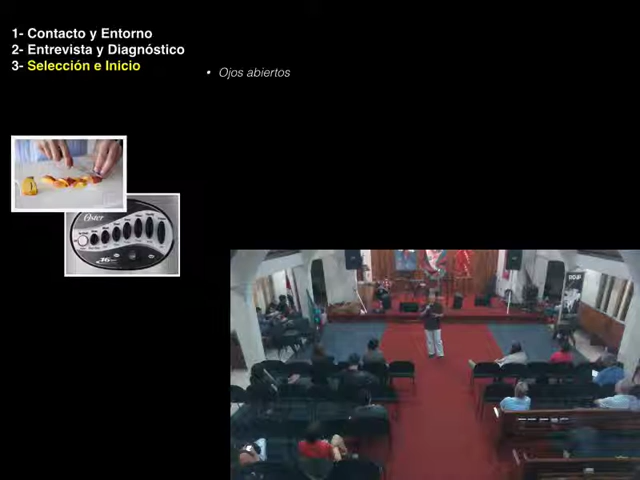 1- Contacto y Entorno
2- Entrevista y Diagnóstico
3- Selección e Inicio
• Ojos abiertos
Oster